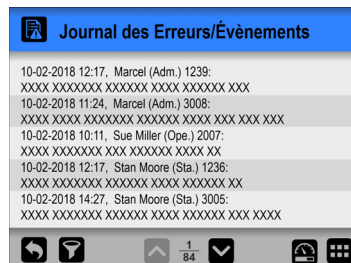 Journal des Erreurs/Évènements
10-02-2018 12:17, Marcel (Adm.) 1239:
XXXX XXXXXXX XXXXXX XXXX XXXXXX XXX
10-02-2018 11:24, Marcel (Adm.) 3008:
XXXX XXXX XXXXXXX XXXXXX XXXX XXX XXX XXX
10-02-2018 10:11, Sue Miller (Ope.) 2007:
XXXX XXXXXXX XXX XXXXXX XXXX XX
10-02-2018 12:17, Stan Moore (Sta.) 1236:
XXXX XXXXXXX XXXXXX XXXX XXXXXX XX
10-02-2018 14:27, Stan Moore (Sta.) 3005:
XXXX XXXXXXX XXXXXX XXXX XXXXXX XXX XXXX
1
84